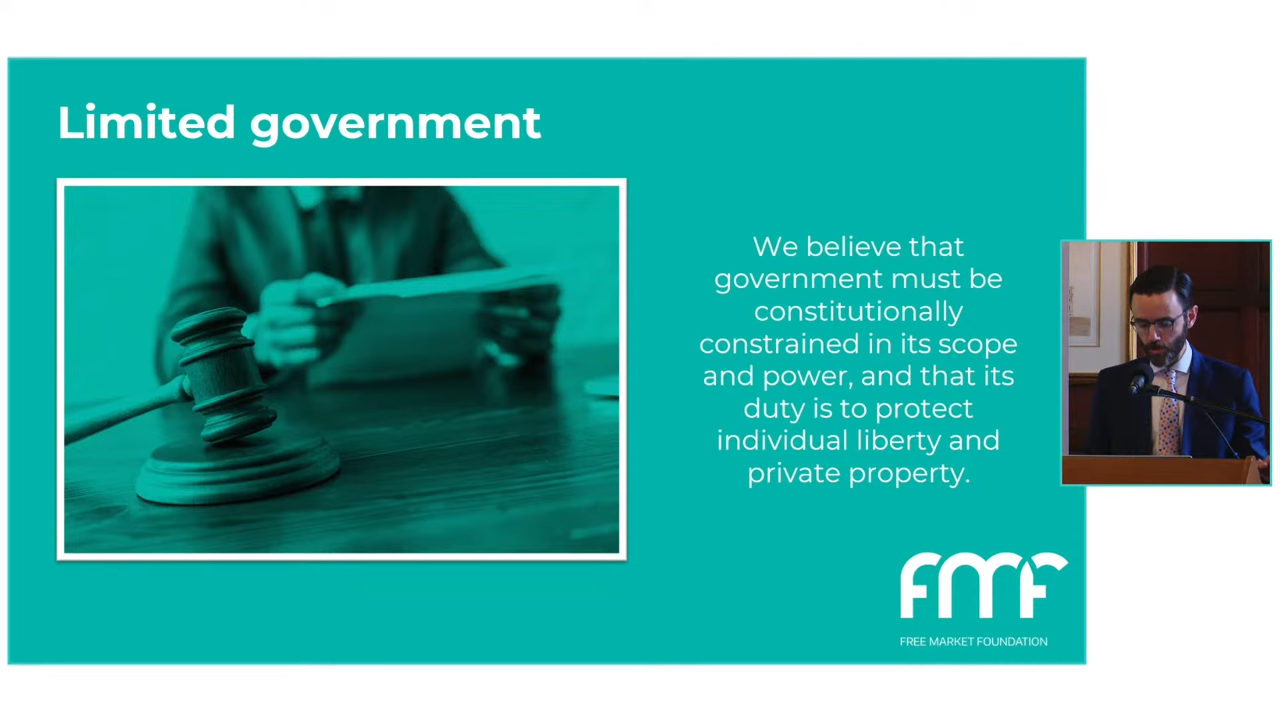 Limited government
We believe that
government must be
constitutionally
constrained in its scope
and power, and that its
duty is to protect
individual liberty and
private property.
FMF
FREE MARKET FOUNDATION